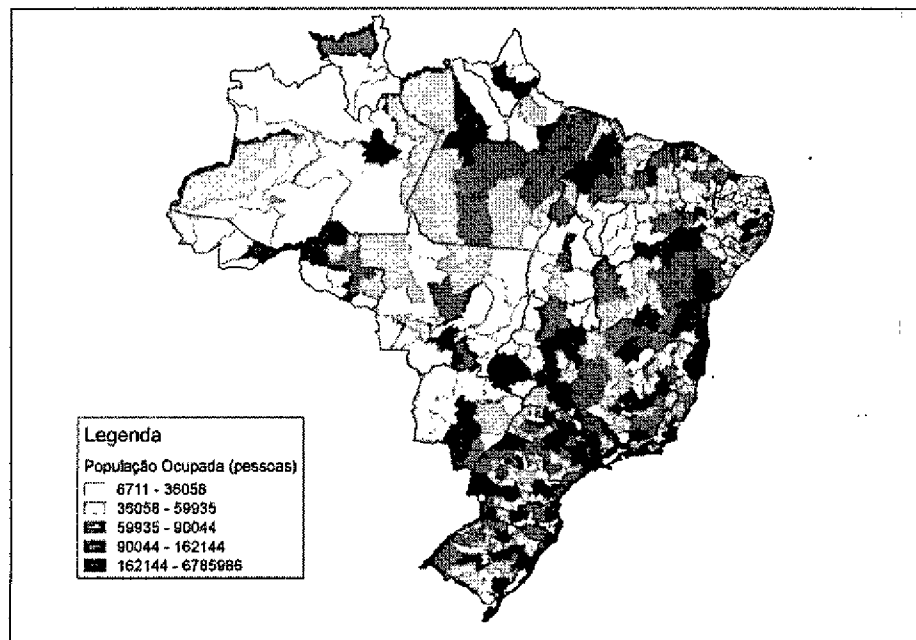 Legenda
População Ocupada (pessoas)
6711 - 36058
36058 - 59935
59935 - 90044
90044 - 162144
162144 - 6785986